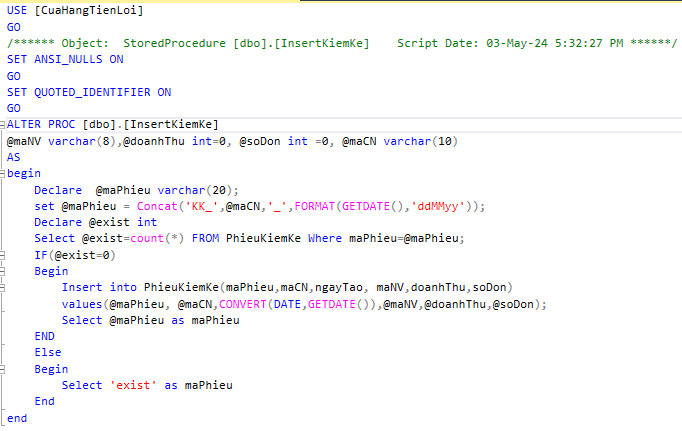 USE [CuaHangTienLoi]
GO
/****** Object:  StoredProcedure [dbo].[InsertKiemKe]    Script Date: 03-May-24 5:32:27 PM ******/
SET ANSI_NULLS ON
GO
SET QUOTED_IDENTIFIER ON
GO
ALTER PROC [dbo].[InsertKiemKe]
@maNV varchar(8),@doanhThu int=0, @soDon int =0, @maCN varchar(10)
AS
begin
    Declare  @maPhieu varchar(20);
    set @maPhieu = Concat('KK_',@maCN,'_',FORMAT(GETDATE(),'ddMMyy'));
    Declare @exist int
    Select @exist=count(*) FROM PhieuKiemKe Where maPhieu=@maPhieu;
    IF(@exist=0)
    Begin
        Insert into PhieuKiemKe(maPhieu,maCN,ngayTao, maNV,doanhThu,soDon)
        values(@maPhieu, @maCN,CONVERT(DATE,GETDATE()),@maNV,@doanhThu,@soDon);
        Select @maPhieu as maPhieu
    END
    Else
    Begin
        Select 'exist' as maPhieu
    End
end